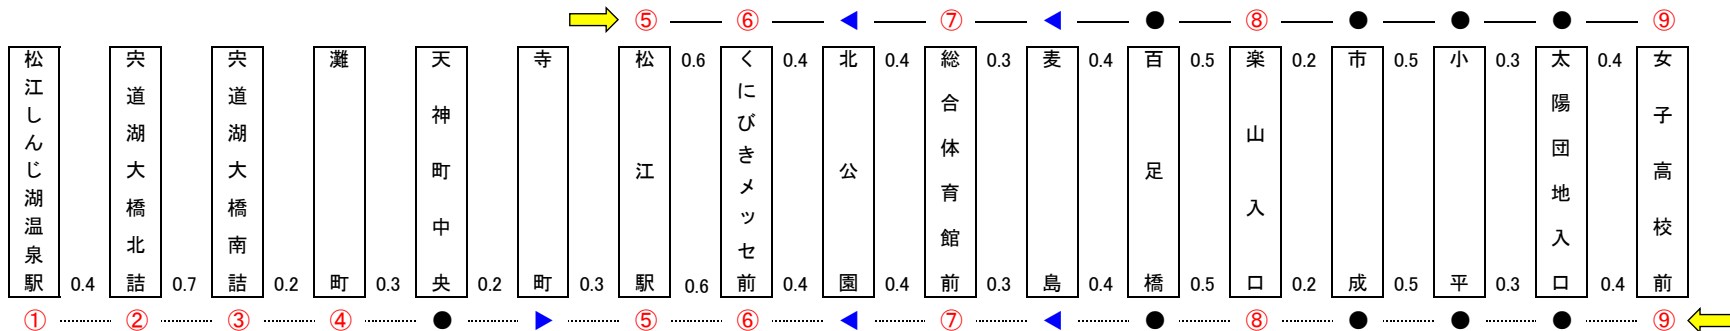 ⑤ ⑥ ◀ ⑦ ◀ ● ⑧ ● ● ● ⑨
松江しんじ湖温泉駅
宍道湖大橋北詰
宍道湖大橋南詰
灘町
天神町中央
寺町
松江駅
くにびきメッセ前
北公園
総合体育館前
麦島
百足橋
楽山入口
市成
小平
太陽団地入口
女子高校前
0.6 0.4 0.4 0.3 0.4 0.5 0.2 0.5 0.3 0.4
0.4 0.7 0.2 0.3 0.2 0.3 0.6 0.4 0.4 0.3 0.4 0.5 0.2 0.5 0.3 0.4
① ② ③ ④ ● ▶ ⑤ ⑥ ◀ ⑦ ◀ ● ⑧ ● ● ● ⑨